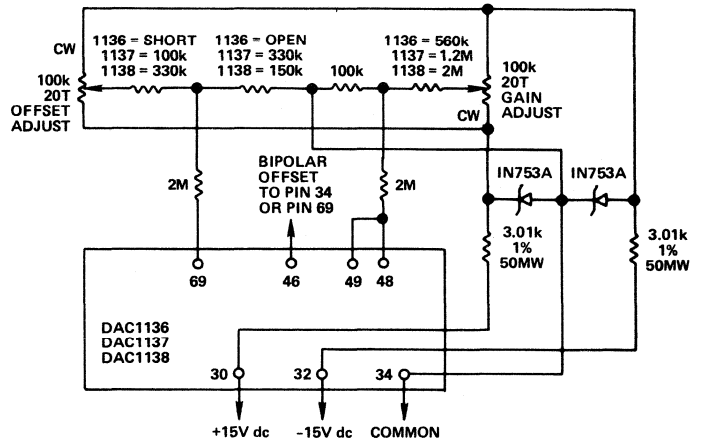 CW
100k
20T
OFFSET
ADJUST
1136 = SHORT
1137 = 100k
1138 = 330k
1136 = OPEN
1137 = 330k
1138 = 150k
100k
1136 = 560k
1137 = 1.2M
1138 = 2M
100k
20T
GAIN
ADJUST
CW
2M
BIPOLAR
OFFSET
TO PIN 34
OR PIN 69
2M
IN753A
IN753A
3.01k
1%
50MW
3.01k
1%
50MW
69
46
49
48
DAC1136
DAC1137
DAC1138
30
32
34
+15V dc
-15V dc
COMMON